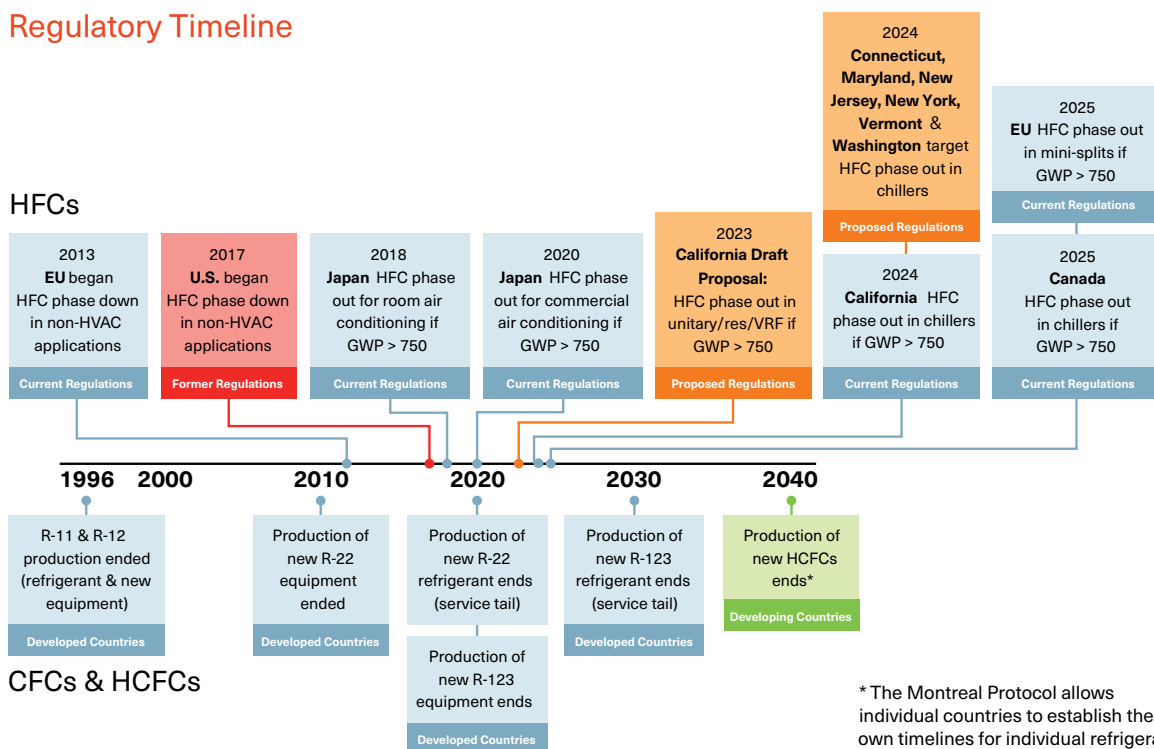 Regulatory Timeline
HFCs
2013
EU began
HFC phase down
in non-HVAC
applications
Current Regulations
2017
U.S. began
HFC phase down
in non-HVAC
applications
Former Regulations
2018
Japan HFC phase
out for room air
conditioning if
GWP > 750
Current Regulations
2020
Japan HFC phase
out for commercial
air conditioning if
GWP > 750
Current Regulations
2023
California Draft
Proposal:
HFC phase out in
unitary/res/VRF if
GWP > 750
Proposed Regulations
2024
Connecticut,
Maryland, New
Jersey, New York,
Vermont &
Washington target
HFC phase out in
chillers
Proposed Regulations
2024
California HFC
phase out in chillers
if GWP > 750
Current Regulations
2025
EU HFC phase out
in mini-splits if
GWP > 750
Current Regulations
2025
Canada
HFC phase out
in chillers if
GWP > 750
Current Regulations
1996 2000 2010 2020 2030 2040
R-11 & R-12
production ended
(refrigerant & new
equipment)
Developed Countries
Production of
new R-22
equipment
ended
Developed Countries
Production of
new R-22
refrigerant ends
(service tail)
Developed Countries
Production of
new R-123
equipment ends
Developed Countries
Production of
new R-123
refrigerant ends
(service tail)
Developed Countries
Production of
new HCFCs
ends*
Developing Countries
CFCs & HCFCs
* The Montreal Protocol allows
individual countries to establish the
own timelines for individual refrigera